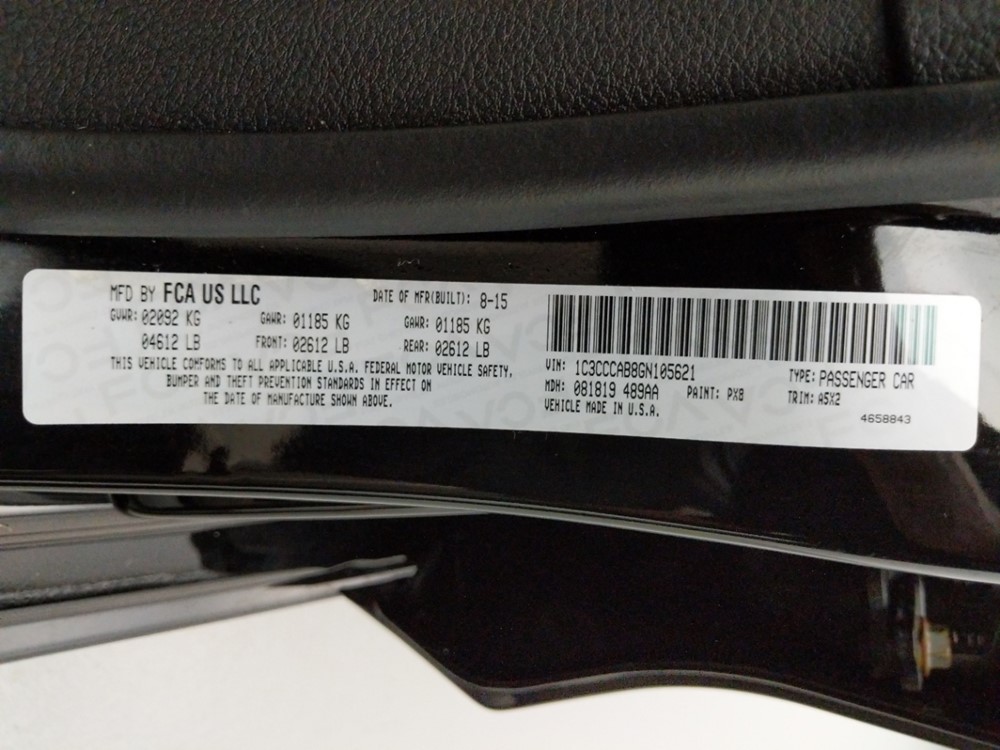 MFD BY FCA US LLC
DATE OF MFR(BUILT): 8-15
GVWR: 02092 KG GAWR: 01185 KG GAWR: 01185 KG
04612 LB FRONT: 02612 LB REAR: 02612 LB
THIS VEHICLE CONFORMS TO ALL APPLICABLE U.S.A. FEDERAL MOTOR VEHICLE SAFETY,
BUMPER AND THEFT PREVENTION STANDARDS IN EFFECT ON
THE DATE OF MANUFACTURE SHOWN ABOVE.
VIN: 1C3CCCAB8GN105621 TYPE: PASSENGER CAR
MDH: 081819 489AA PAINT: PX8 TRIM: A5X2
VEHICLE MADE IN U.S.A.
4658843